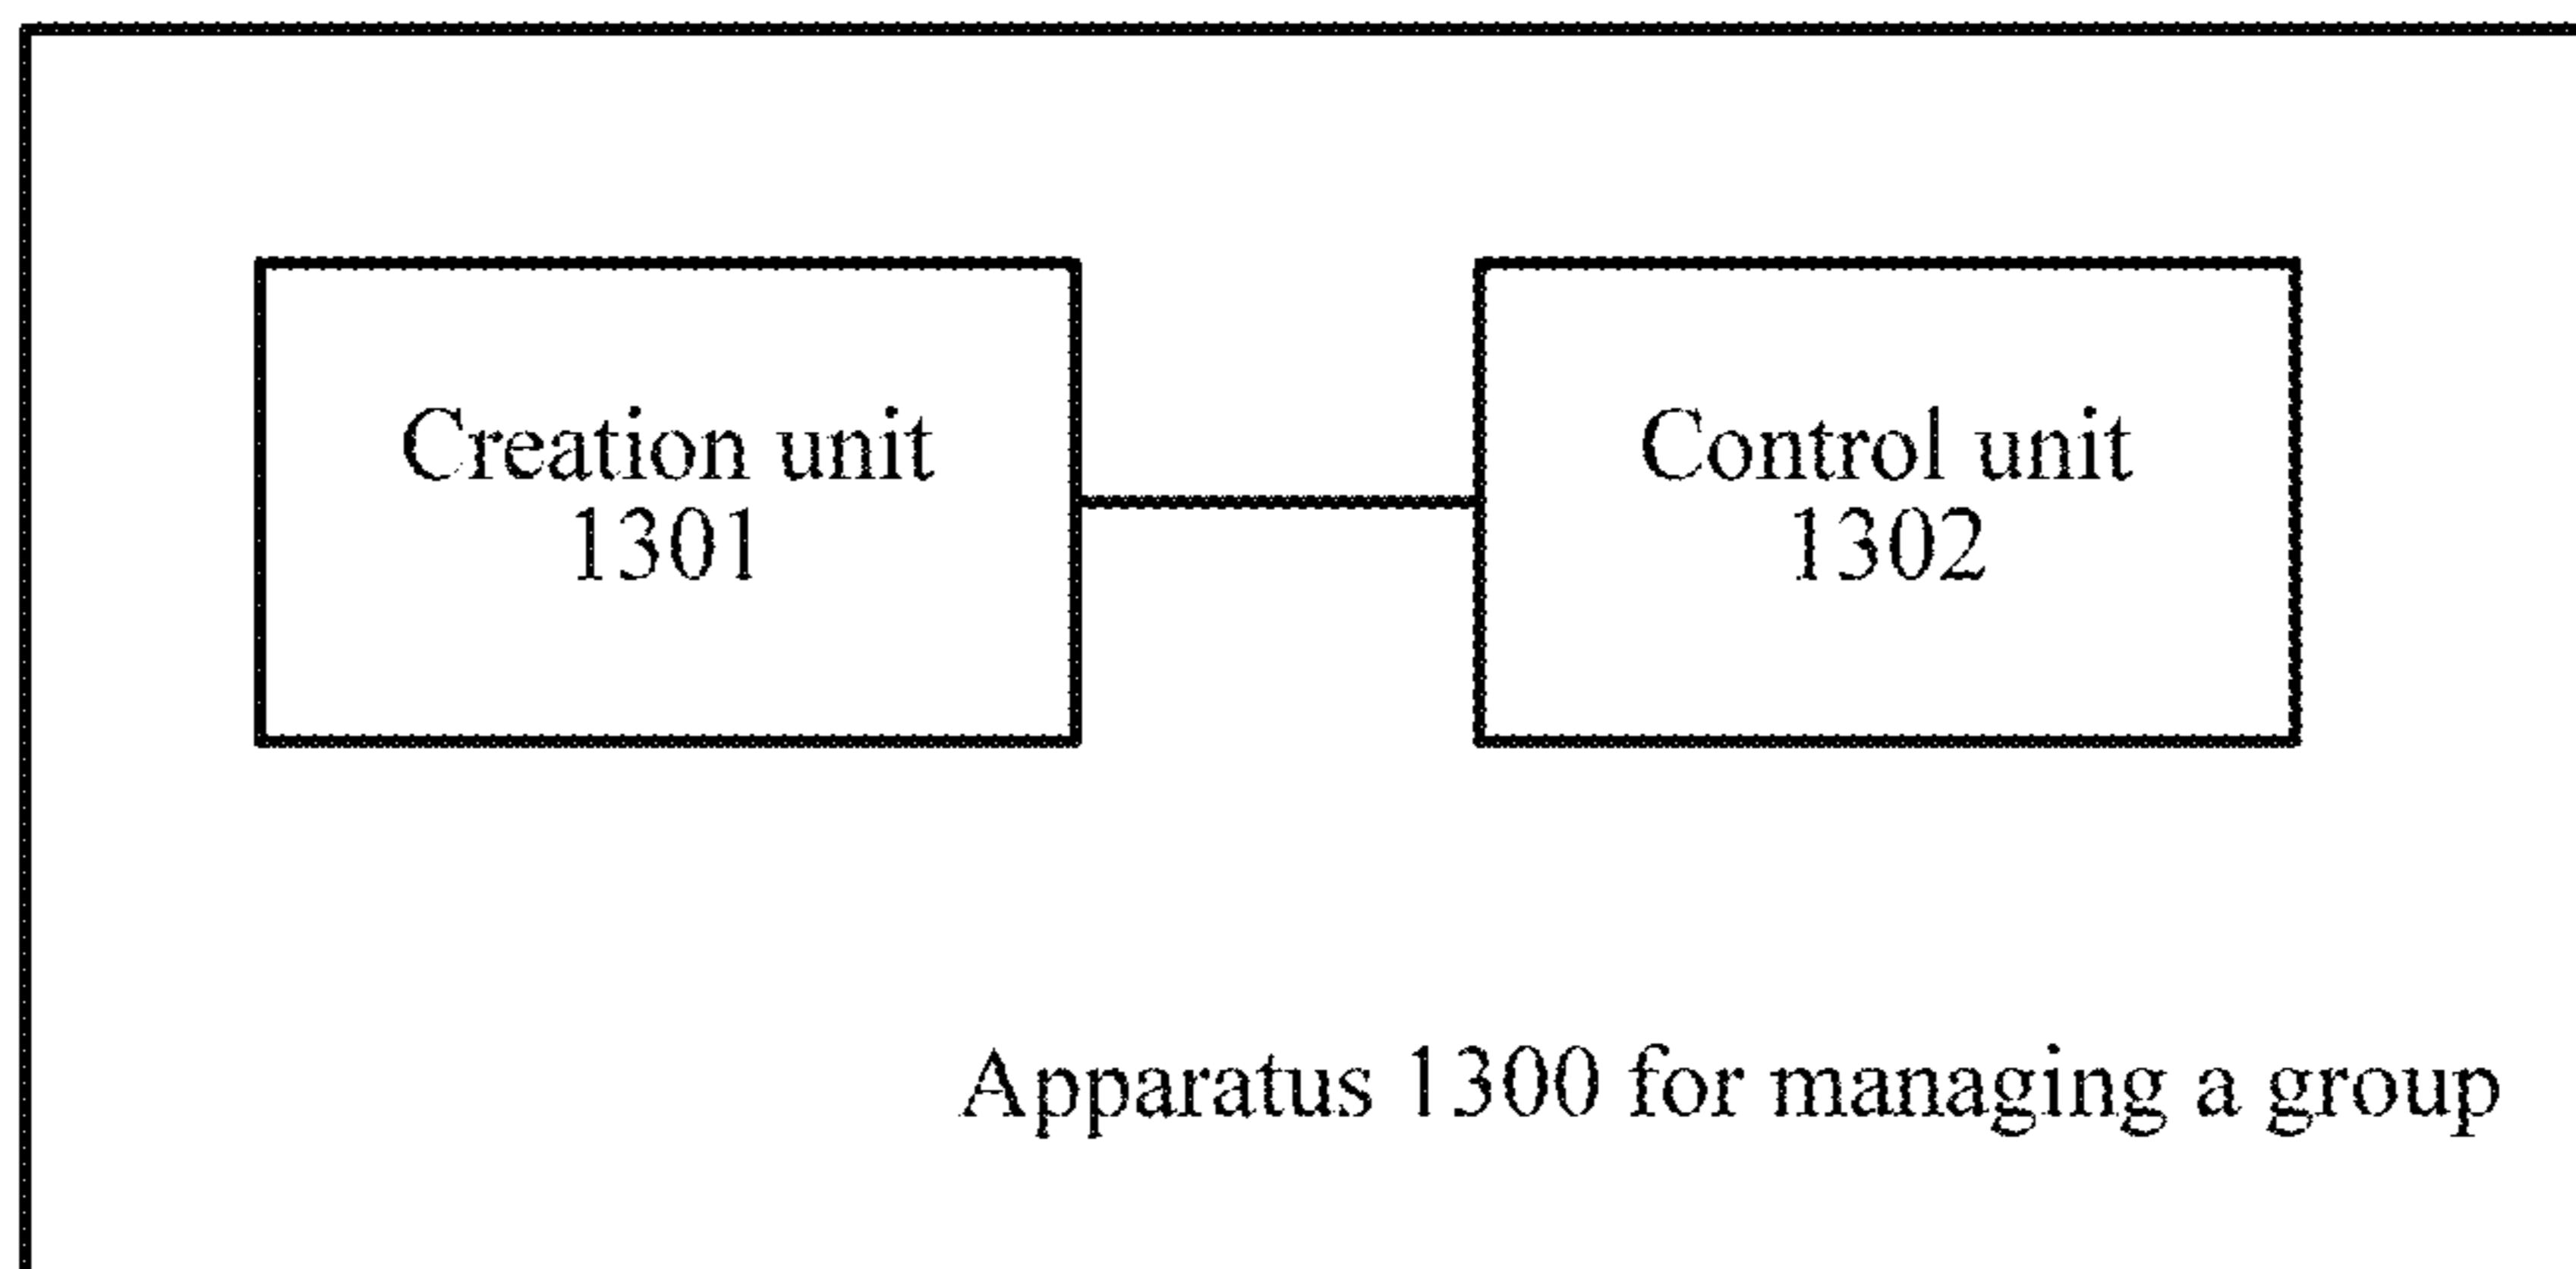 Creation unit
1301
Control unit
1302
Apparatus 1300 for managing a group